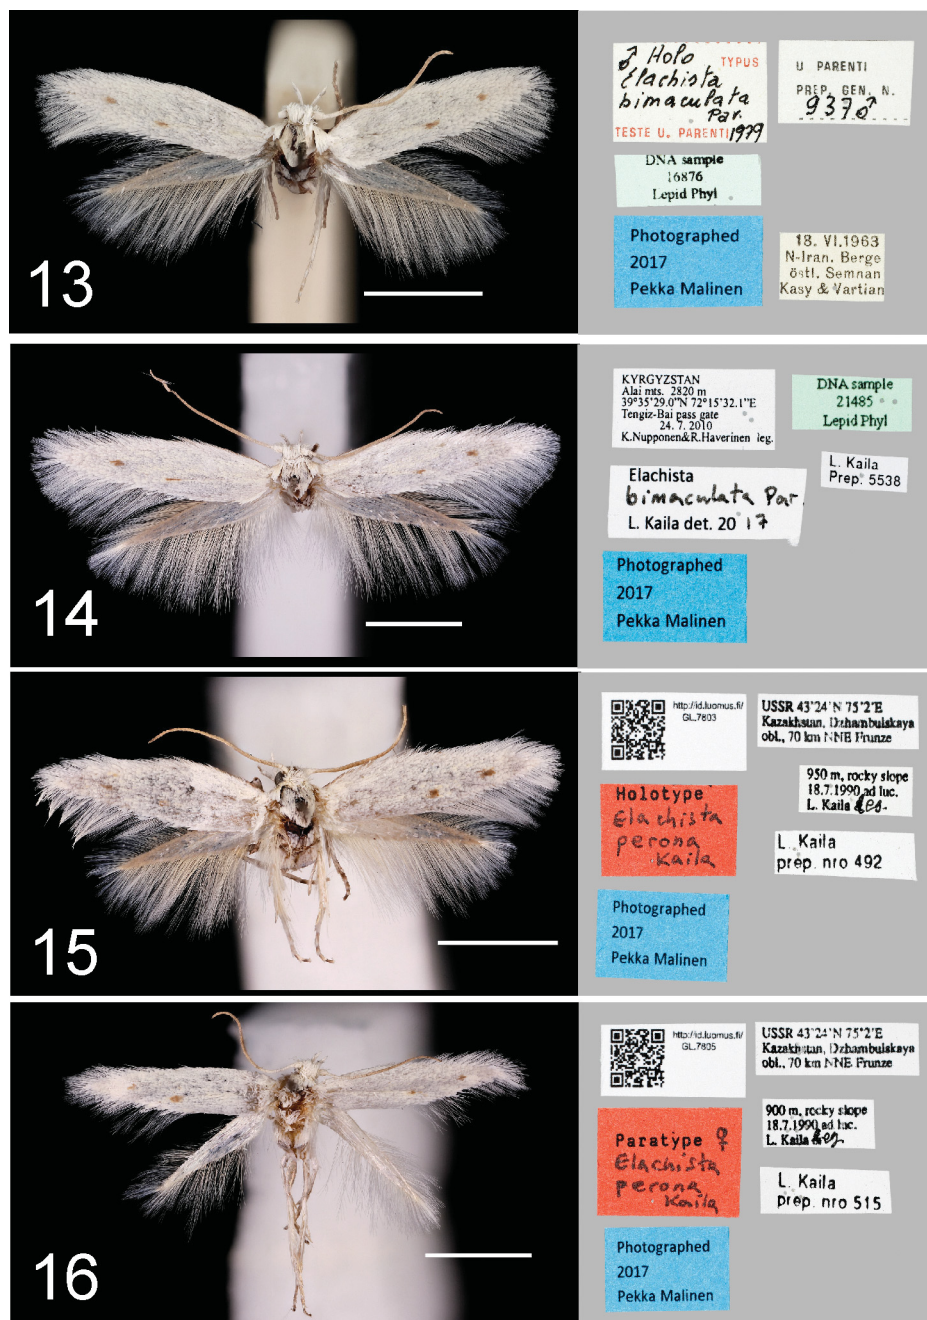 ♂ Holo TYPUS
Elachista
bimaculata
Par.
TESTE U. PARENTI 1979
U PARENTI
PREP. GEN. N.
937♂
DNA sample
16876
Lepid Phyl
Photographed
2017
Pekka Malinen
18. VI.1963
N-Iran. Berge
östl. Semnan
Kasy & Vartian
13
KYRGYZSTAN
Alai mts. 2820 m
39°35'29.0"N 72°15'32.1"E
Tengiz-Bai pass gate
24. 7. 2010
K.Nupponen&R.Haverinen leg.
DNA sample
21485
Lepid Phyl
Elachista
bimaculata Par.
L. Kaila det. 20 17
L. Kaila
Prep. 5538
Photographed
2017
Pekka Malinen
14
http://id.luomus.fi/
GL.7803
USSR 43°24'N 75°2'E
Kazakhstan, Dzhambulskaya
obl., 70 km NNE Frunze
Holotype
Elachista
perona
Kaila
950 m, rocky slope
18.7.1990 ad luc.
L. Kaila leg.
L. Kaila
prep. nro 492
Photographed
2017
Pekka Malinen
15
http://id.luomus.fi/
GL.7805
USSR 43°24'N 75°2'E
Kazakhstan, Dzhambulskaya
obl., 70 km NNE Frunze
Paratype ♀
Elachista
perona
Kaila
900 m, rocky slope
18.7.1990 ad luc.
L. Kaila leg
L. Kaila
prep. nro 515
Photographed
2017
Pekka Malinen
16